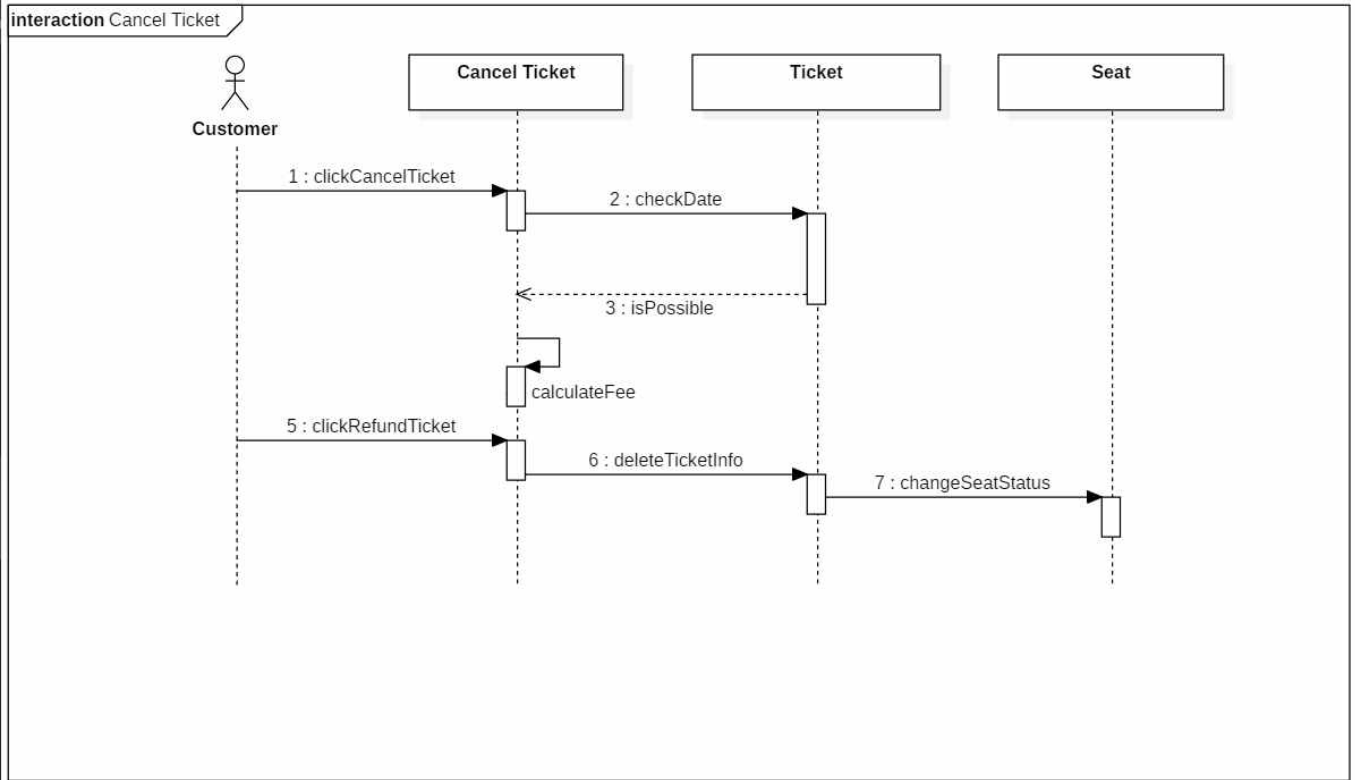 interaction Cancel Ticket
Customer
Cancel Ticket
Ticket
Seat
1 : clickCancelTicket
2 : checkDate
3 : isPossible
calculateFee
5 : clickRefundTicket
6 : deleteTicketInfo
7 : changeSeatStatus